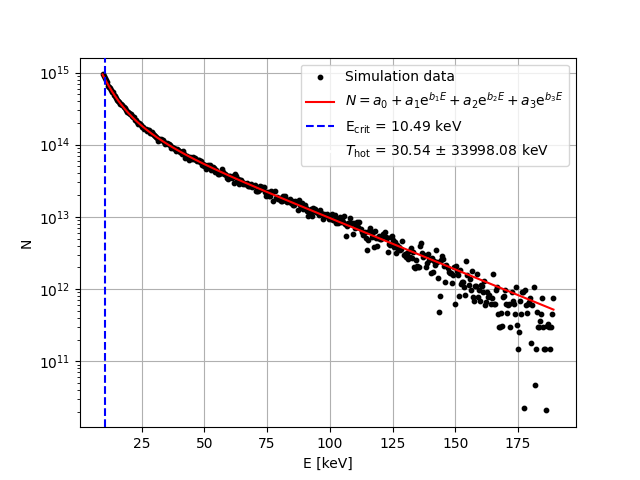 Simulation data
N = a₀ + a₁e^{b₁E} + a₂e^{b₂E} + a₃e^{b₃E}
E_crit = 10.49 keV
T_hot = 30.54 ± 33998.08 keV
10¹⁵
10¹⁴
10¹³
10¹²
10¹¹
N
25 50 75 100 125 150 175
E [keV]